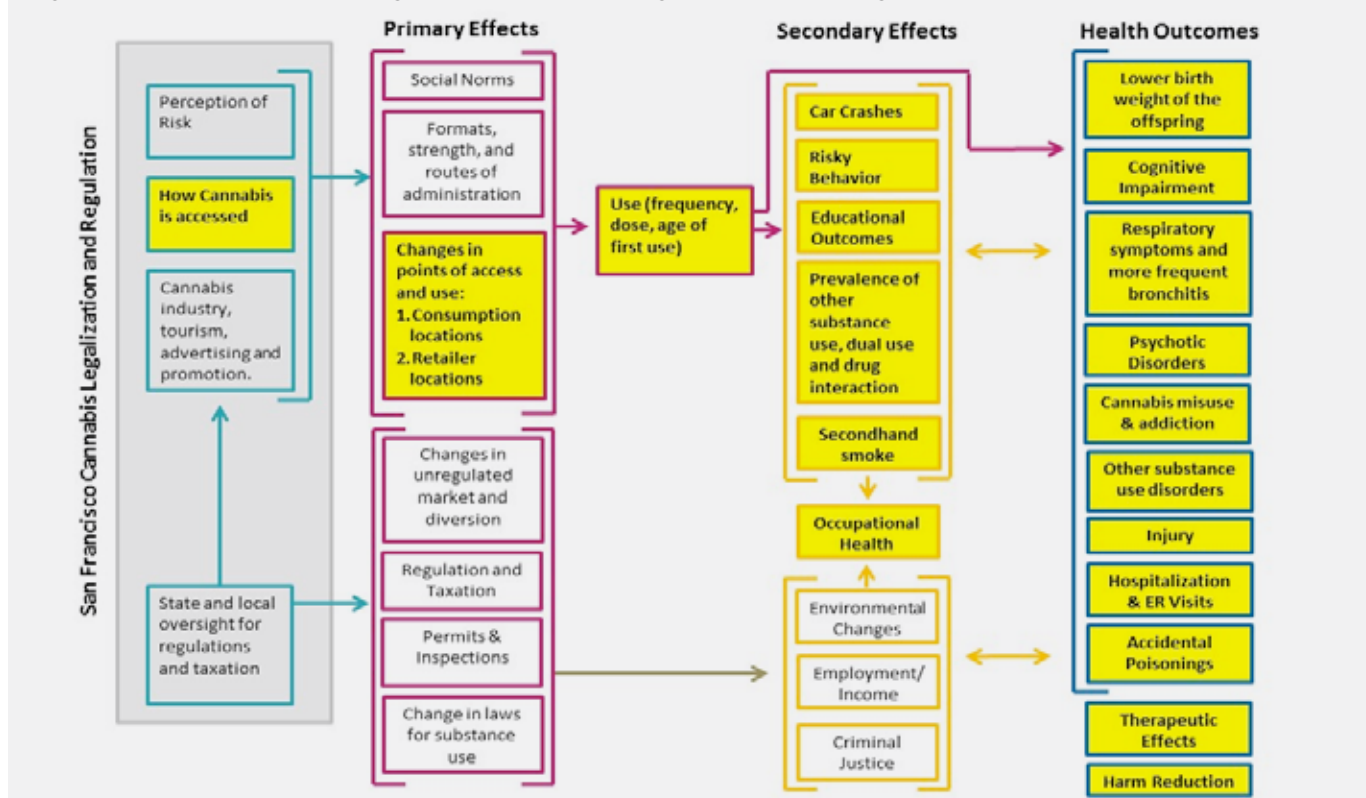 Primary Effects
Secondary Effects
Health Outcomes
San Francisco Cannabis Legalization and Regulation
Perception of
Risk
How Cannabis
is accessed
Cannabis
industry,
tourism,
advertising and
promotion.
State and local
oversight for
regulations
and taxation
Social Norms
Formats,
strength, and
routes of
administration
Changes in
points of access
and use:
1. Consumption
locations
2. Retailer
locations
Changes in
unregulated
market and
diversion
Regulation and
Taxation
Permits &
Inspections
Change in laws
for substance
use
Use (frequency,
dose, age of
first use)
Car Crashes
Risky
Behavior
Educational
Outcomes
Prevalence of
other
substance
use, dual use
and drug
interaction
Secondhand
smoke
Occupational
Health
Environmental
Changes
Employment/
Income
Criminal
Justice
Lower birth
weight of the
offspring
Cognitive
Impairment
Respiratory
symptoms and
more frequent
bronchitis
Psychotic
Disorders
Cannabis misuse
& addiction
Other substance
use disorders
Injury
Hospitalization
& ER Visits
Accidental
Poisonings
Therapeutic
Effects
Harm Reduction